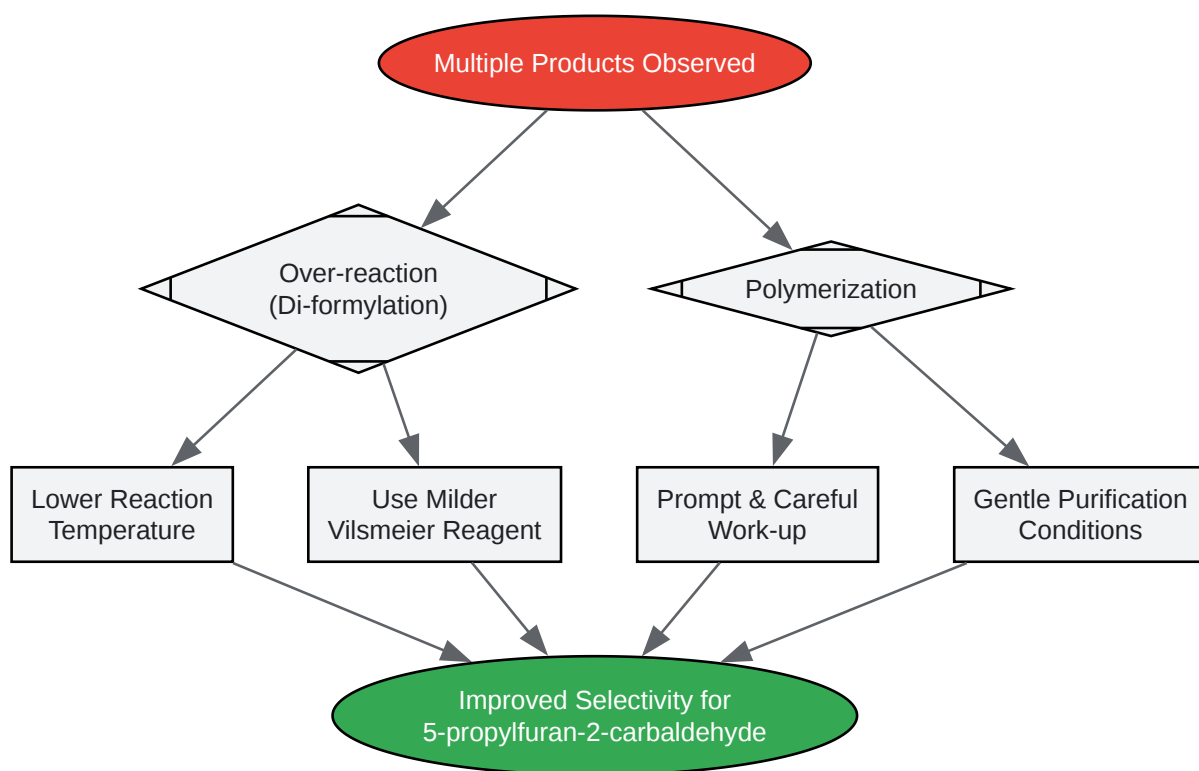 Multiple Products Observed
Over-reaction
(Di-formylation)
Polymerization
Lower Reaction
Temperature
Use Milder
Vilsmeier Reagent
Prompt & Careful
Work-up
Gentle Purification
Conditions
Improved Selectivity for
5-propylfuran-2-carbaldehyde